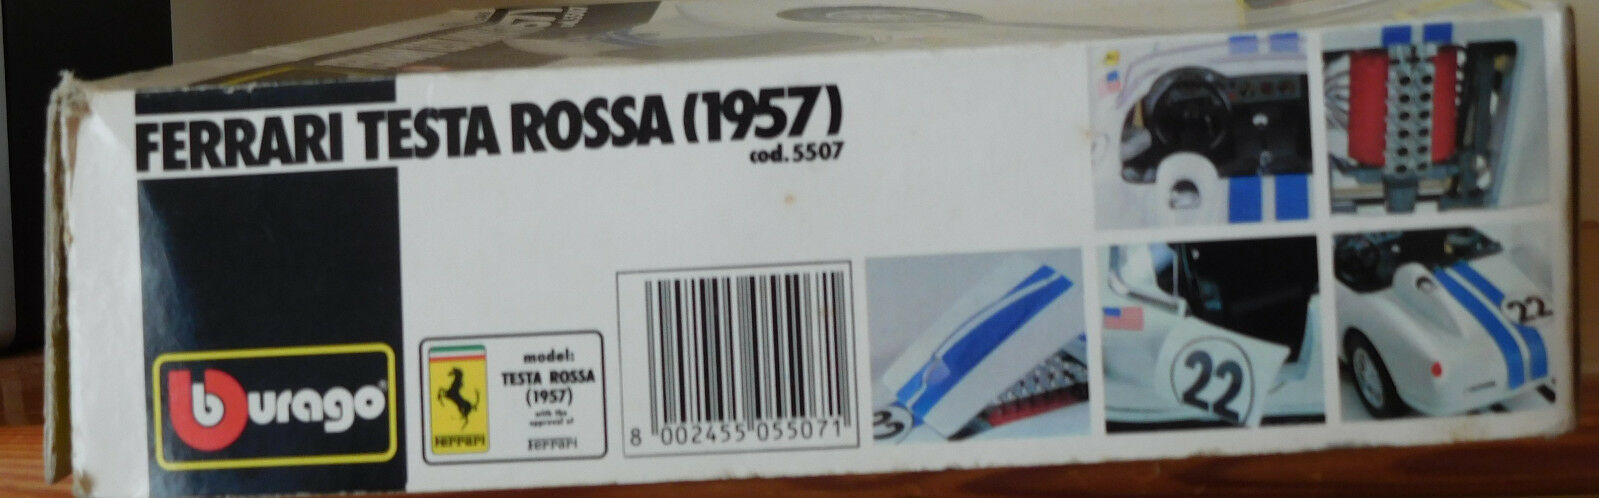 FERRARI TESTA ROSSA (1957)
cod. 5507
burago
model:
TESTA ROSSA
(1957)
with the
approval of
Ferrari
Ferrari
8 002455 055071
22
22